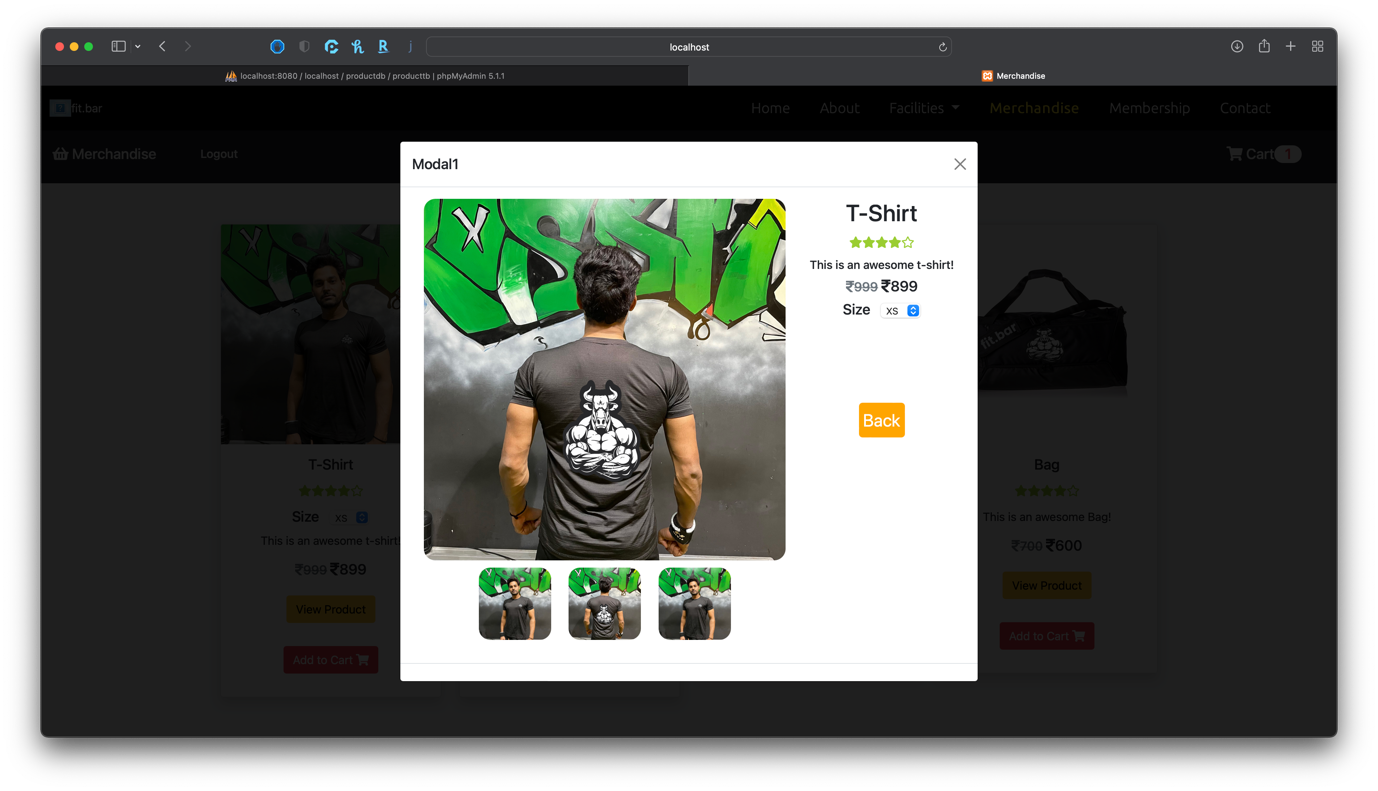 localhost
localhost:8080 / localhost / productdb / producttb | phpMyAdmin 5.1.1
Merchandise
fit.bar
Home
About
Facilities
Merchandise
Membership
Contact
Merchandise
Logout
Cart 1
Modal1
T-Shirt
This is an awesome t-shirt!
₹999 ₹899
Size XS
Back
T-Shirt
Size XS
This is an awesome t-shirt!
₹999 ₹899
View Product
Add to Cart
fit.bar
Bag
This is an awesome Bag!
₹700 ₹600
View Product
Add to Cart